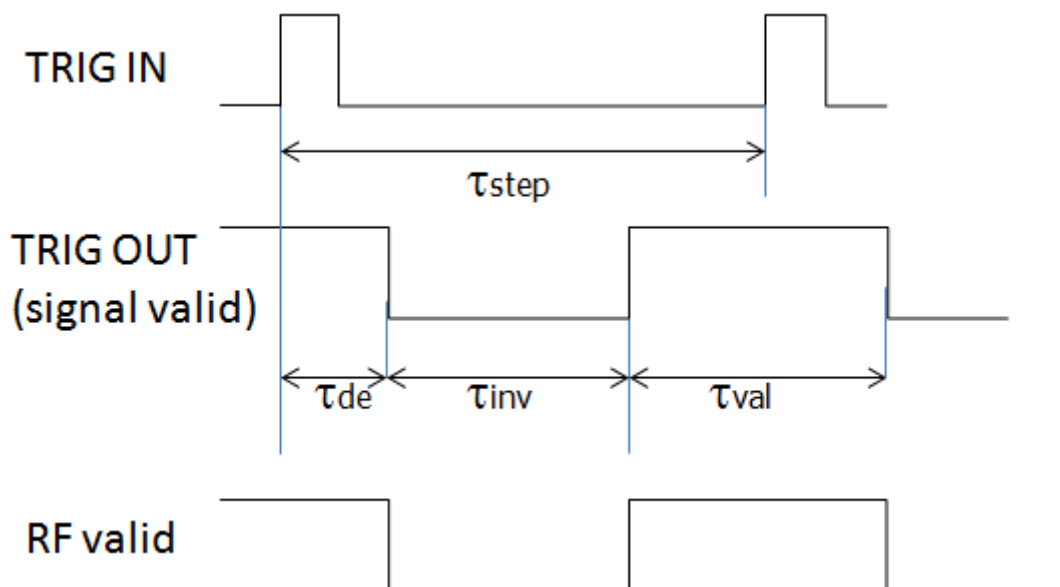 TRIG IN
τstep
TRIG OUT
(signal valid)
τde
τinv
τval
RF valid